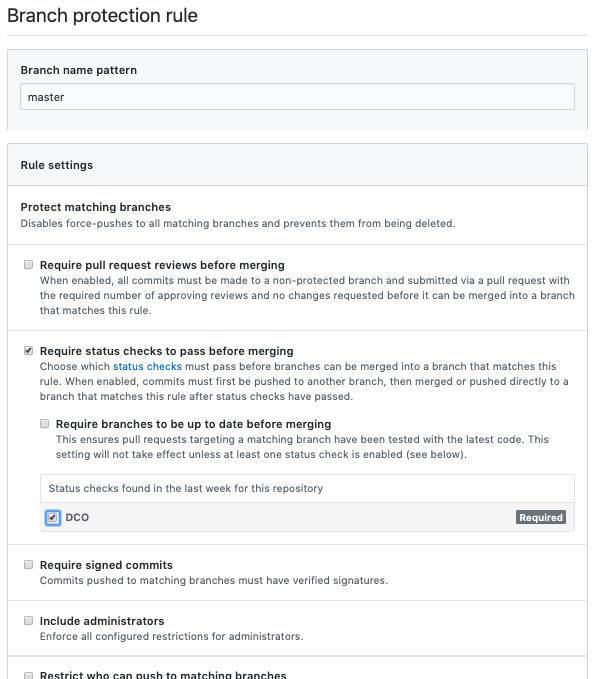 Branch protection rule
Branch name pattern
master
Rule settings
Protect matching branches
Disables force-pushes to all matching branches and prevents them from being deleted.
Require pull request reviews before merging
When enabled, all commits must be made to a non-protected branch and submitted via a pull request with
the required number of approving reviews and no changes requested before it can be merged into a branch
that matches this rule.
Require status checks to pass before merging
Choose which status checks must pass before branches can be merged into a branch that matches this
rule. When enabled, commits must first be pushed to another branch, then merged or pushed directly to a
branch that matches this rule after status checks have passed.
Require branches to be up to date before merging
This ensures pull requests targeting a matching branch have been tested with the latest code. This
setting will not take effect unless at least one status check is enabled (see below).
Status checks found in the last week for this repository
DCO Required
Require signed commits
Commits pushed to matching branches must have verified signatures.
Include administrators
Enforce all configured restrictions for administrators.
Restrict who can push to matching branches